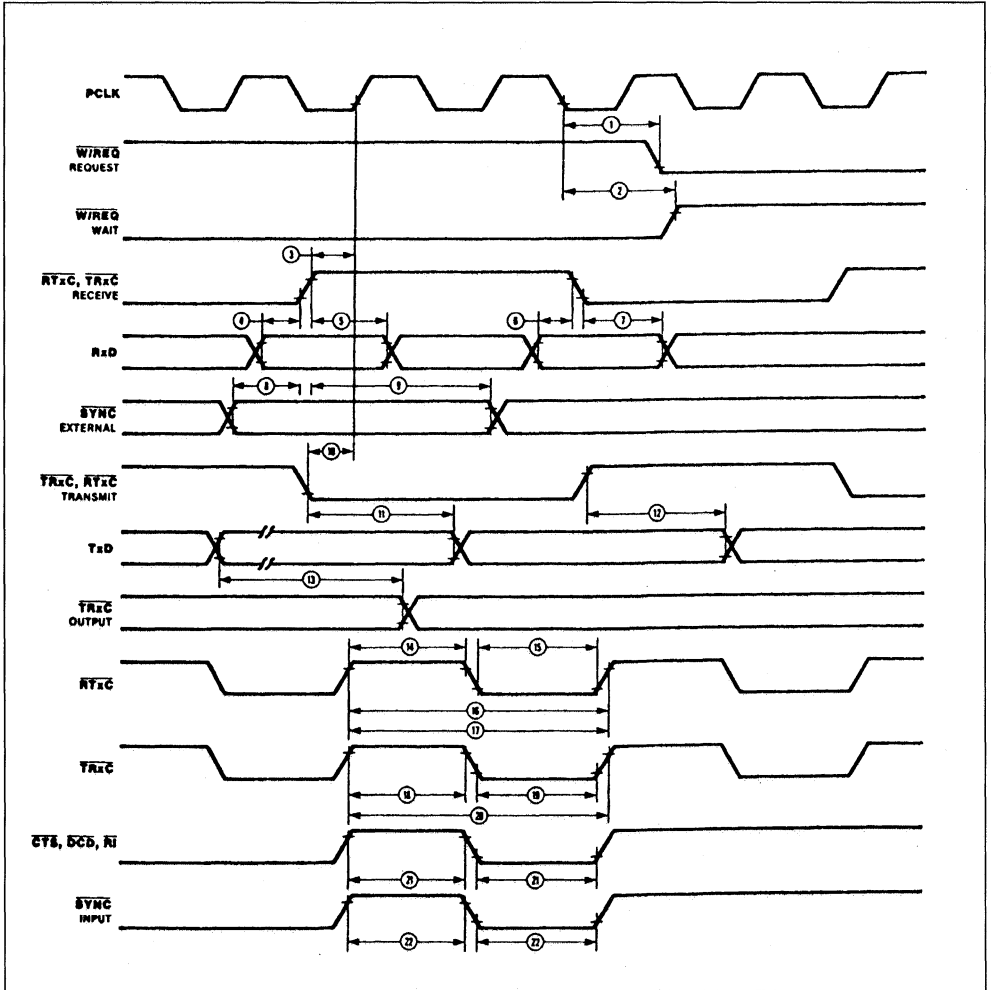 PCLK
1
W/REQ
REQUEST
2
W/REQ
WAIT
3
RTxC, TRxC
RECEIVE
4 5 6 7
RxD
8 9
SYNC
EXTERNAL
10
TRxC, RTxC
TRANSMIT
11 12
TxD
13
TRxC
OUTPUT
14 15
RTxC
16
17
TRxC
18 19
20
CTS, DCD, RI
21 21
SYNC
INPUT
22 22